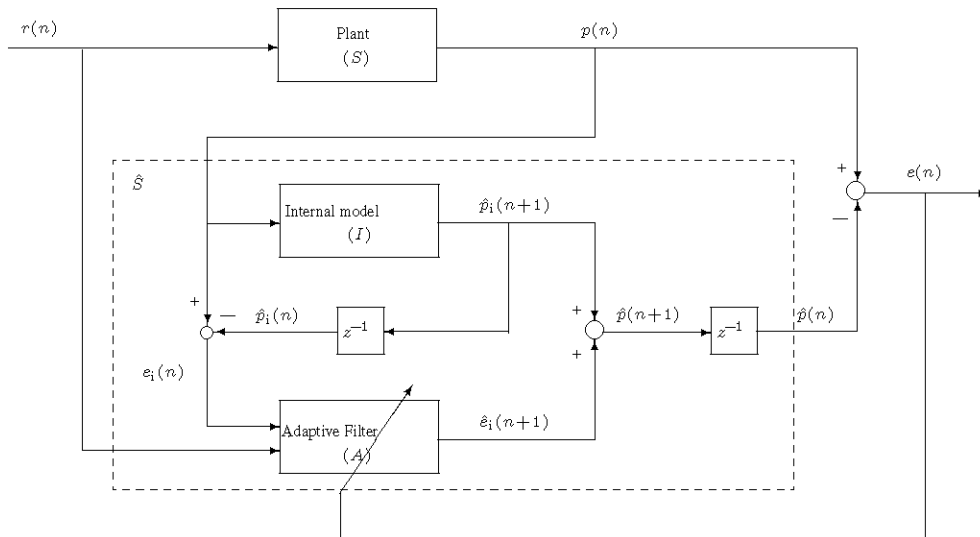 r(n)
Plant
(S)
p(n)
Ŝ
+
e(n)
−
Internal model
(I)
p̂ᵢ(n+1)
+
−
p̂ᵢ(n)
z⁻¹
+
+
p̂(n+1)
z⁻¹
p̂(n)
eᵢ(n)
Adaptive Filter
(A)
êᵢ(n+1)